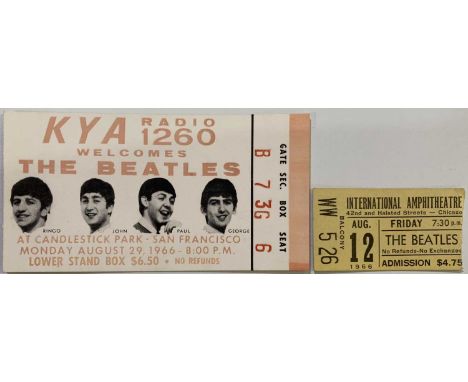 KYA RADIO 1260
WELCOMES
THE BEATLES
RINGO JOHN PAUL GEORGE
AT CANDLESTICK PARK - SAN FRANCISCO
MONDAY AUGUST 29, 1966 - 8:00 P.M.
LOWER STAND BOX $6.50 • NO REFUNDS
B 7 3G 6
GATE SEC. BOX SEAT
WW 5 26
BALCONY
INTERNATIONAL AMPHITHEATRE
42nd and Halsted Streets — Chicago
AUG. 12 1966
FRIDAY 7:30 p.m.
THE BEATLES
No Refunds-No Exchanges
ADMISSION $4.75